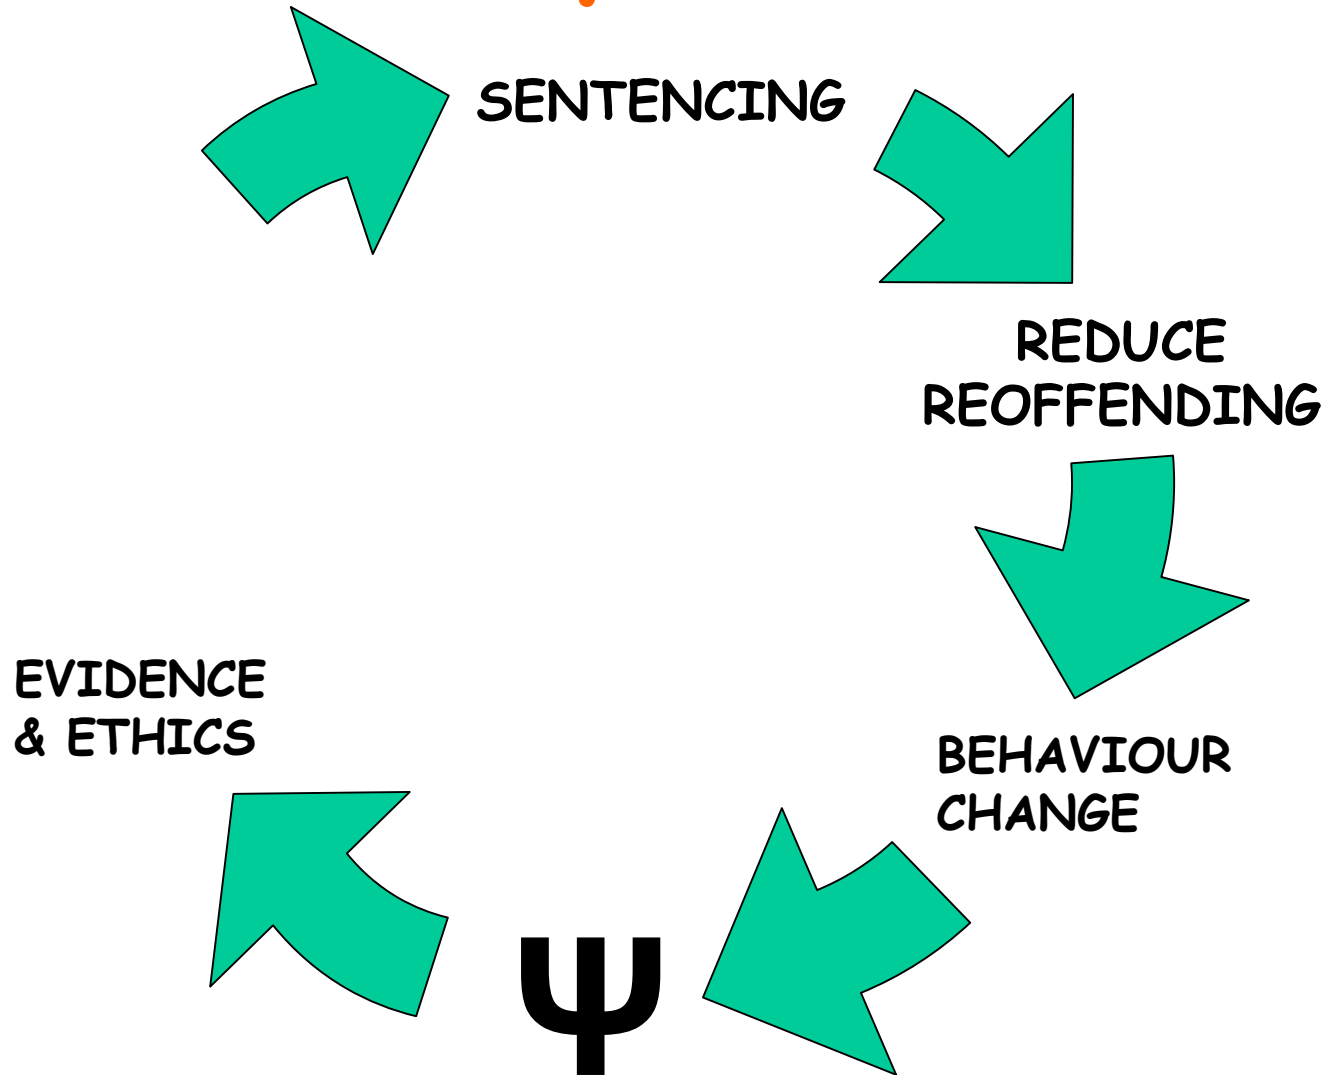 SENTENCING
REDUCE
REOFFENDING
BEHAVIOUR
CHANGE
Ψ
EVIDENCE
& ETHICS